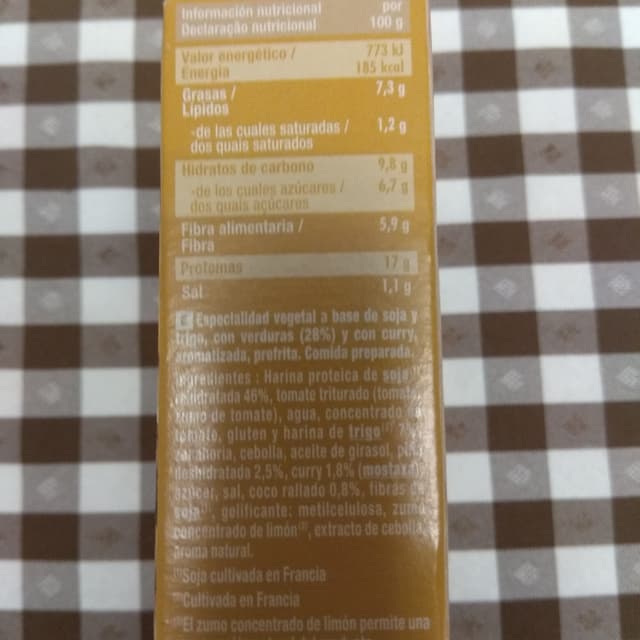 Información nutricional por
Declaração nutricional 100 g
Valor energético / 773 kJ
Energia 185 kcal
Grasas / 7,3 g
Lípidos
-de las cuales saturadas / 1,2 g
dos quais saturados
Hidratos de carbono 9,8 g
-de los cuales azúcares / 6,7 g
dos quais açúcares
Fibra alimentaria / 5,9 g
Fibra
Proteínas 17 g
Sal 1,1 g
E Especialidad vegetal a base de soja y
trigo, con verduras (28%) y con curry,
aromatizada, prefrita. Comida preparada.
Ingredientes : Harina proteica de soja
rehidratada 46%, tomate triturado (tomate,
zumo de tomate), agua, concentrado de
tomate, gluten y harina de trigo
zanahoria, cebolla, aceite de girasol,
deshidratada 2,5%, curry 1,8% (mostaza),
azúcar, sal, coco rallado 0,8%, fibras de
gelificante: metilcelulosa, zumo
concentrado de limón⁽³⁾, extracto de cebolla,
aroma natural.
Soja cultivada en Francia
Cultivada en Francia
El zumo concentrado de limón permite una